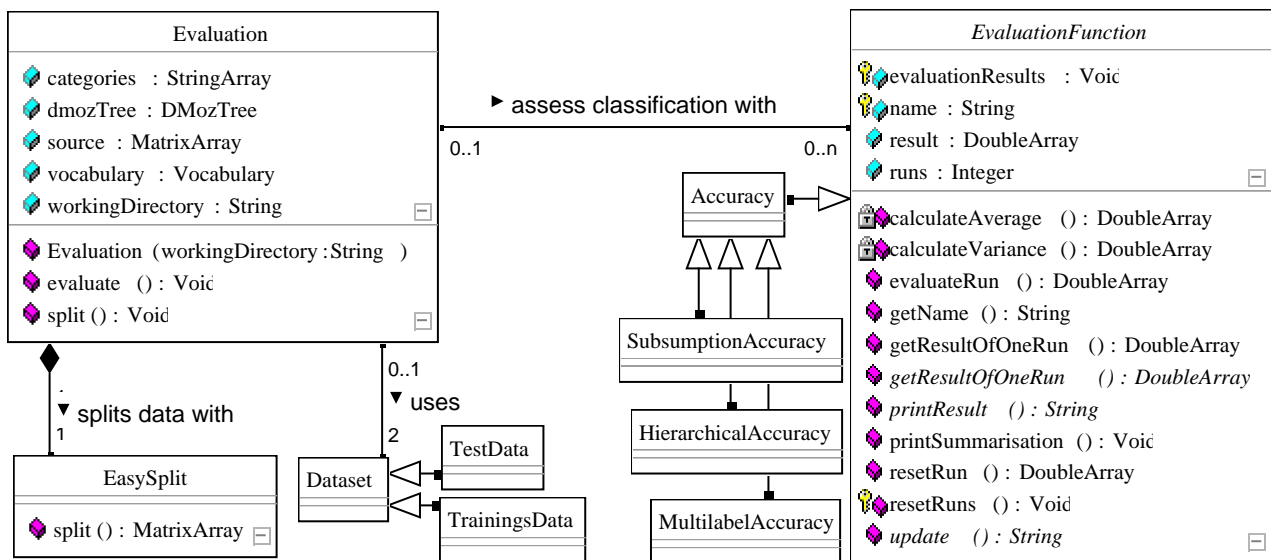 Evaluation
categories : StringArray
dmozTree : DMozTree
source : MatrixArray
vocabulary : Vocabulary
workingDirectory : String
Evaluation (workingDirectory :String )
evaluate () : Void
split () : Void
assess classification with
0..1
0..n
EvaluationFunction
evaluationResults : Void
name : String
result : DoubleArray
runs : Integer
calculateAverage () : DoubleArray
calculateVariance () : DoubleArray
evaluateRun () : DoubleArray
getName () : String
getResultOfOneRun () : DoubleArray
getResultOfOneRun () : DoubleArray
printResult () : String
printSummarisation () : Void
resetRun () : DoubleArray
resetRuns () : Void
update () : String
Accuracy
SubsumptionAccuracy
HierarchicalAccuracy
MultilabelAccuracy
splits data with
1
0..1
uses
2
EasySplit
split () : MatrixArray
Dataset
TestData
TrainingsData